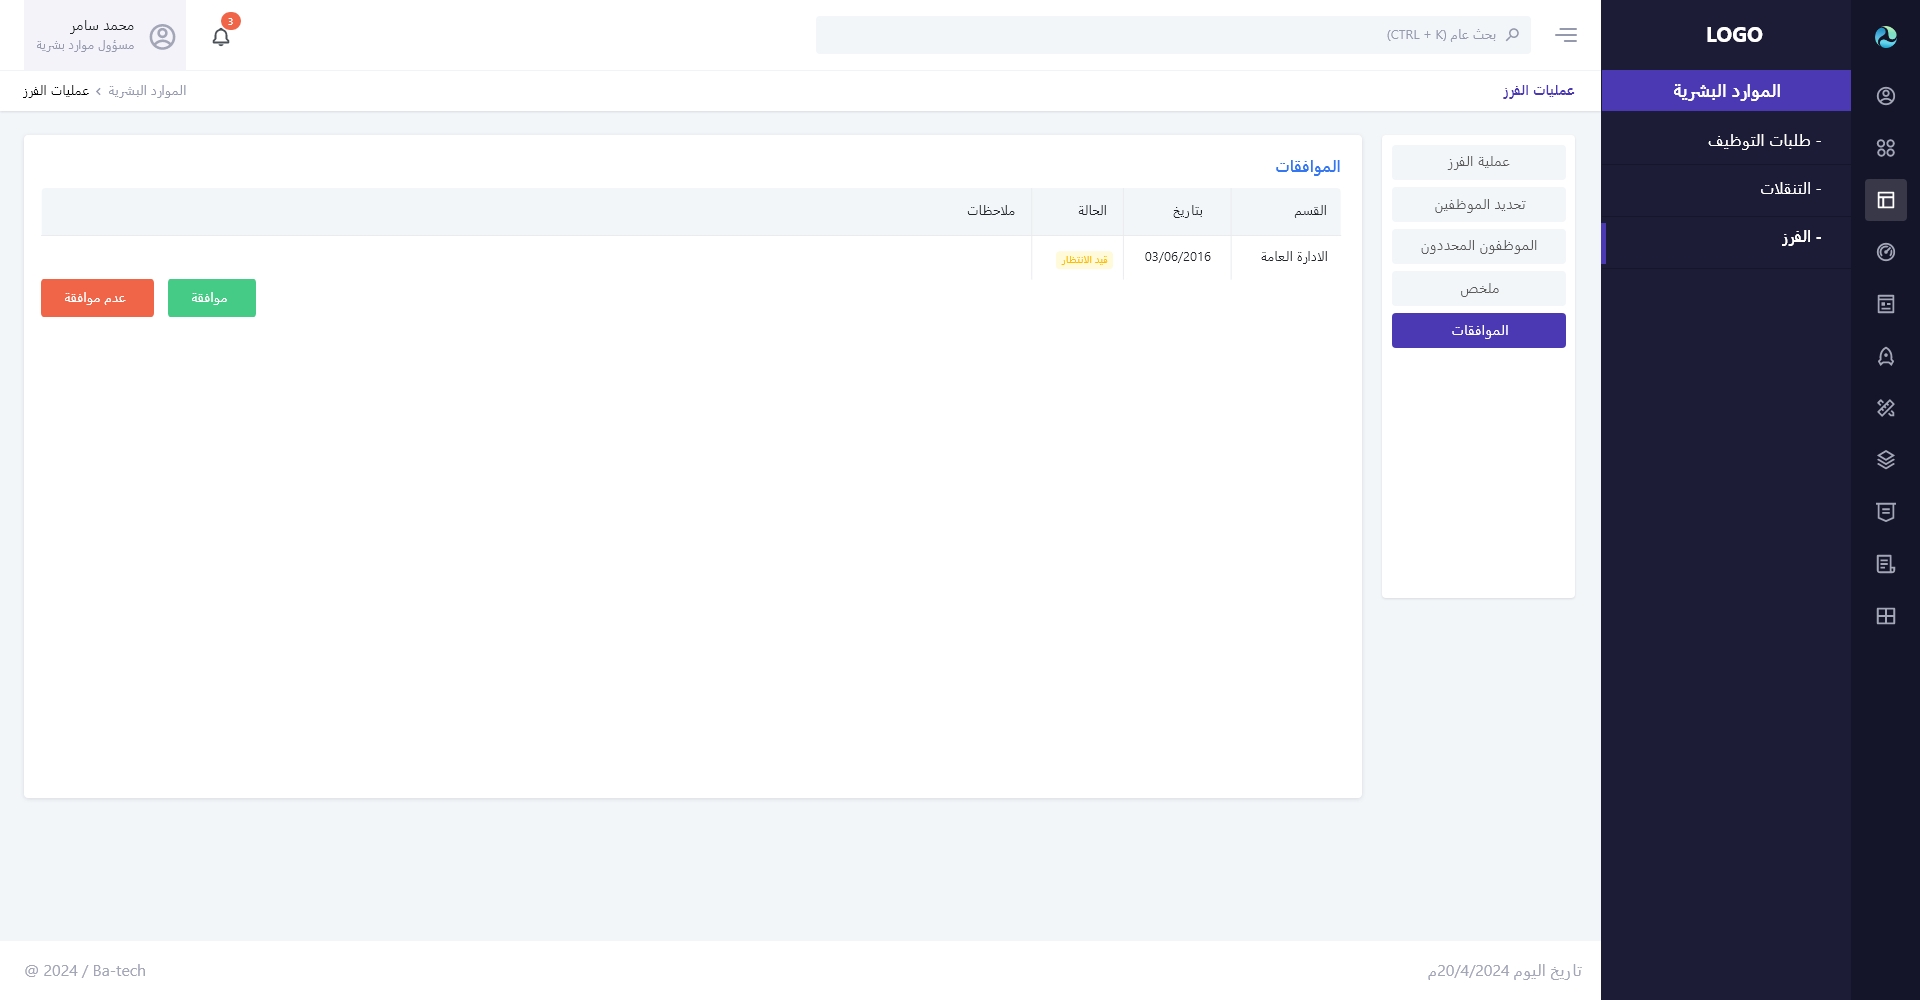 LOGO
الموارد البشرية
- طلبات التوظيف
- التنقلات
- الفرز
بحث عام (CTRL + K)
3
محمد سامر
مسؤول موارد بشرية
عمليات الفرز
الموارد البشرية › عمليات الفرز
عملية الفرز
تحديد الموظفين
الموظفون المحددون
ملخص
الموافقات
الموافقات
القسم بتاريخ الحالة ملاحظات
الادارة العامة 03/06/2016 قيد الانتظار
موافقة عدم موافقة
تاريخ اليوم 20/4/2024م
@ 2024 / Ba-tech